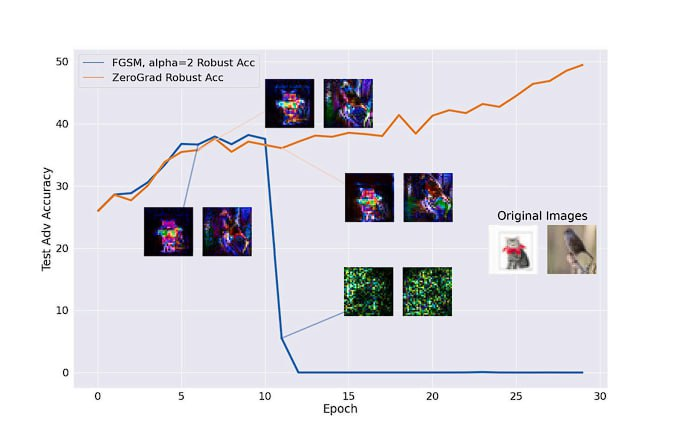 FGSM, alpha=2 Robust Acc
ZeroGrad Robust Acc
50
40
30
20
10
0
Test Adv Accuracy
Original Images
0 5 10 15 20 25 30
Epoch